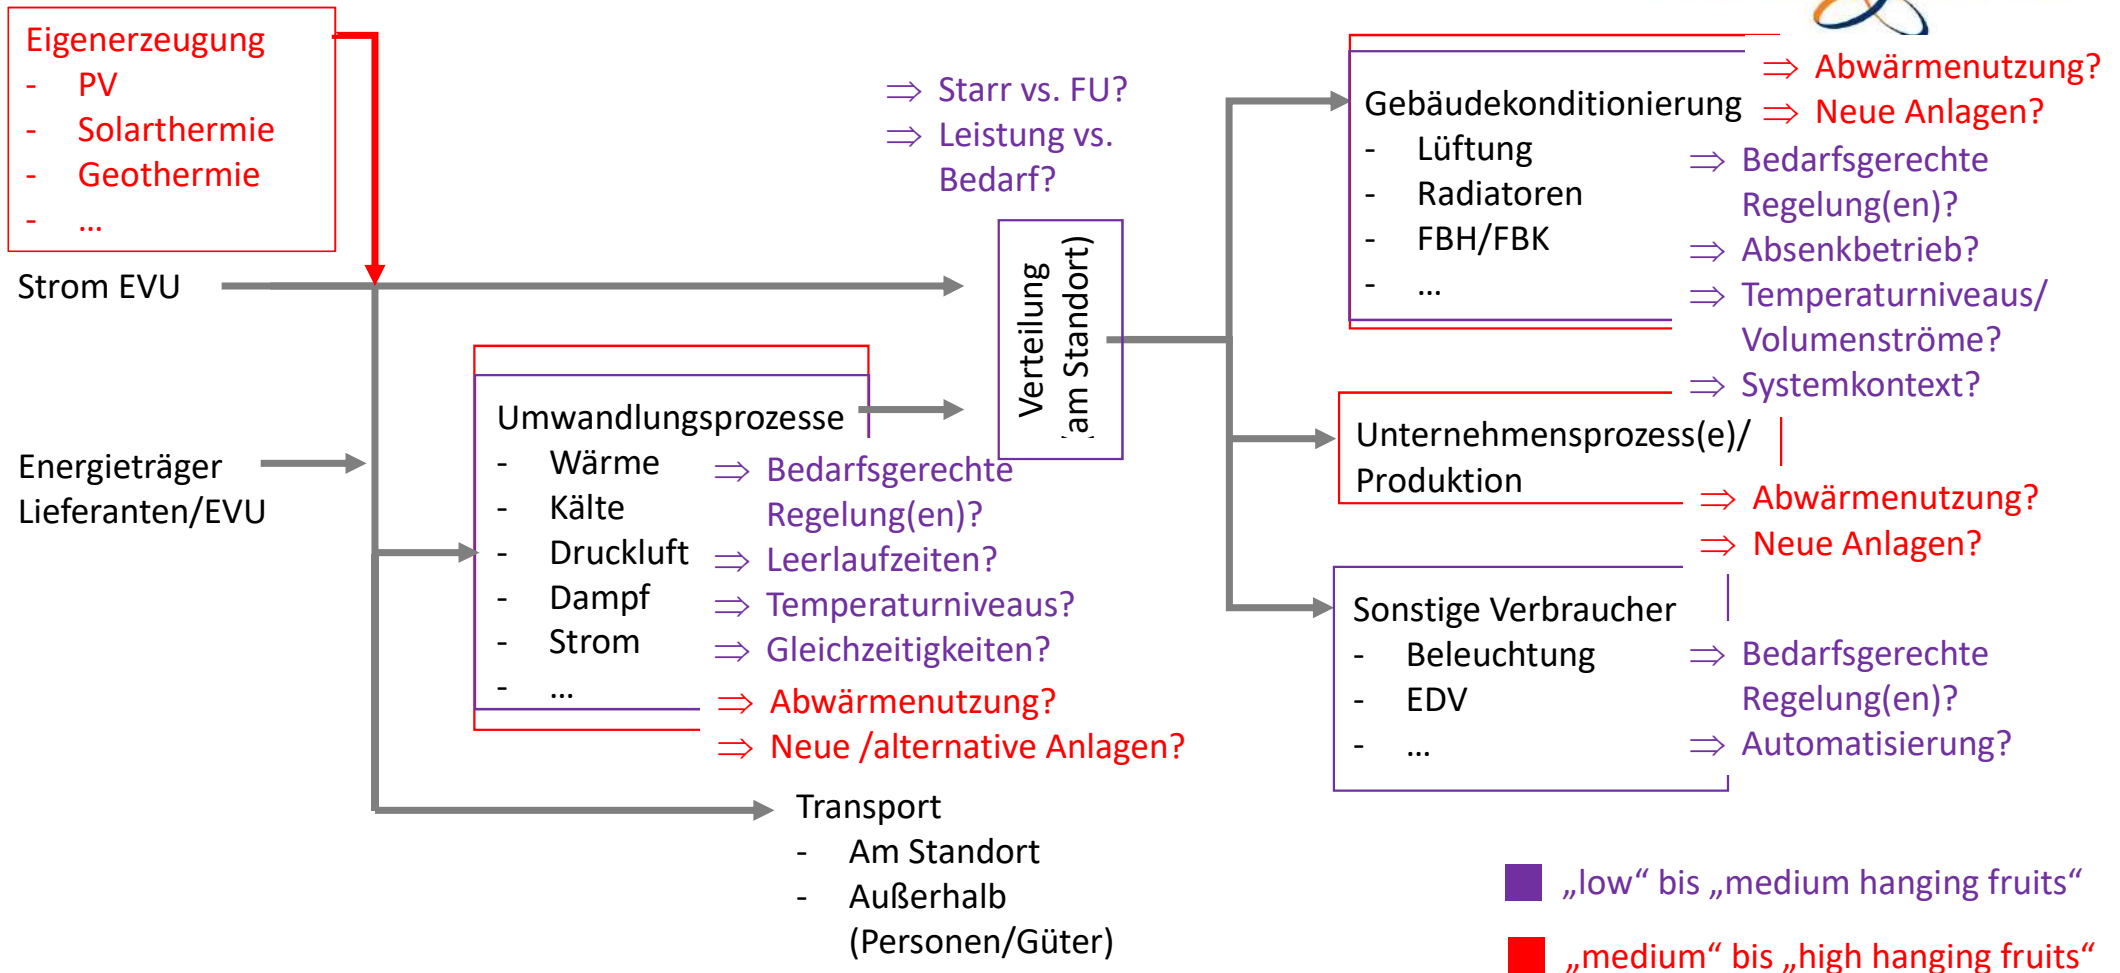 Eigenerzeugung
- PV
- Solarthermie
- Geothermie
- ...
Strom EVU
Energieträger
Lieferanten/EVU
⇒ Starr vs. FU?
⇒ Leistung vs.
Bedarf?
Umwandlungsprozesse
- Wärme
- Kälte
- Druckluft
- Dampf
- Strom
- ...
⇒ Bedarfsgerechte
Regelung(en)?
⇒ Leerlaufzeiten?
⇒ Temperaturniveaus?
⇒ Gleichzeitigkeiten?
⇒ Abwärmenutzung?
⇒ Neue /alternative Anlagen?
Transport
- Am Standort
- Außerhalb
(Personen/Güter)
Verteilung
(am Standort)
Gebäudekonditionierung
- Lüftung
- Radiatoren
- FBH/FBK
- ...
⇒ Abwärmenutzung?
⇒ Neue Anlagen?
⇒ Bedarfsgerechte
Regelung(en)?
⇒ Absenkbetrieb?
⇒ Temperaturniveaus/
Volumenströme?
⇒ Systemkontext?
Unternehmensprozess(e)/
Produktion
⇒ Abwärmenutzung?
⇒ Neue Anlagen?
Sonstige Verbraucher
- Beleuchtung
- EDV
- ...
⇒ Bedarfsgerechte
Regelung(en)?
⇒ Automatisierung?
„low“ bis „medium hanging fruits“
„medium“ bis „high hanging fruits“